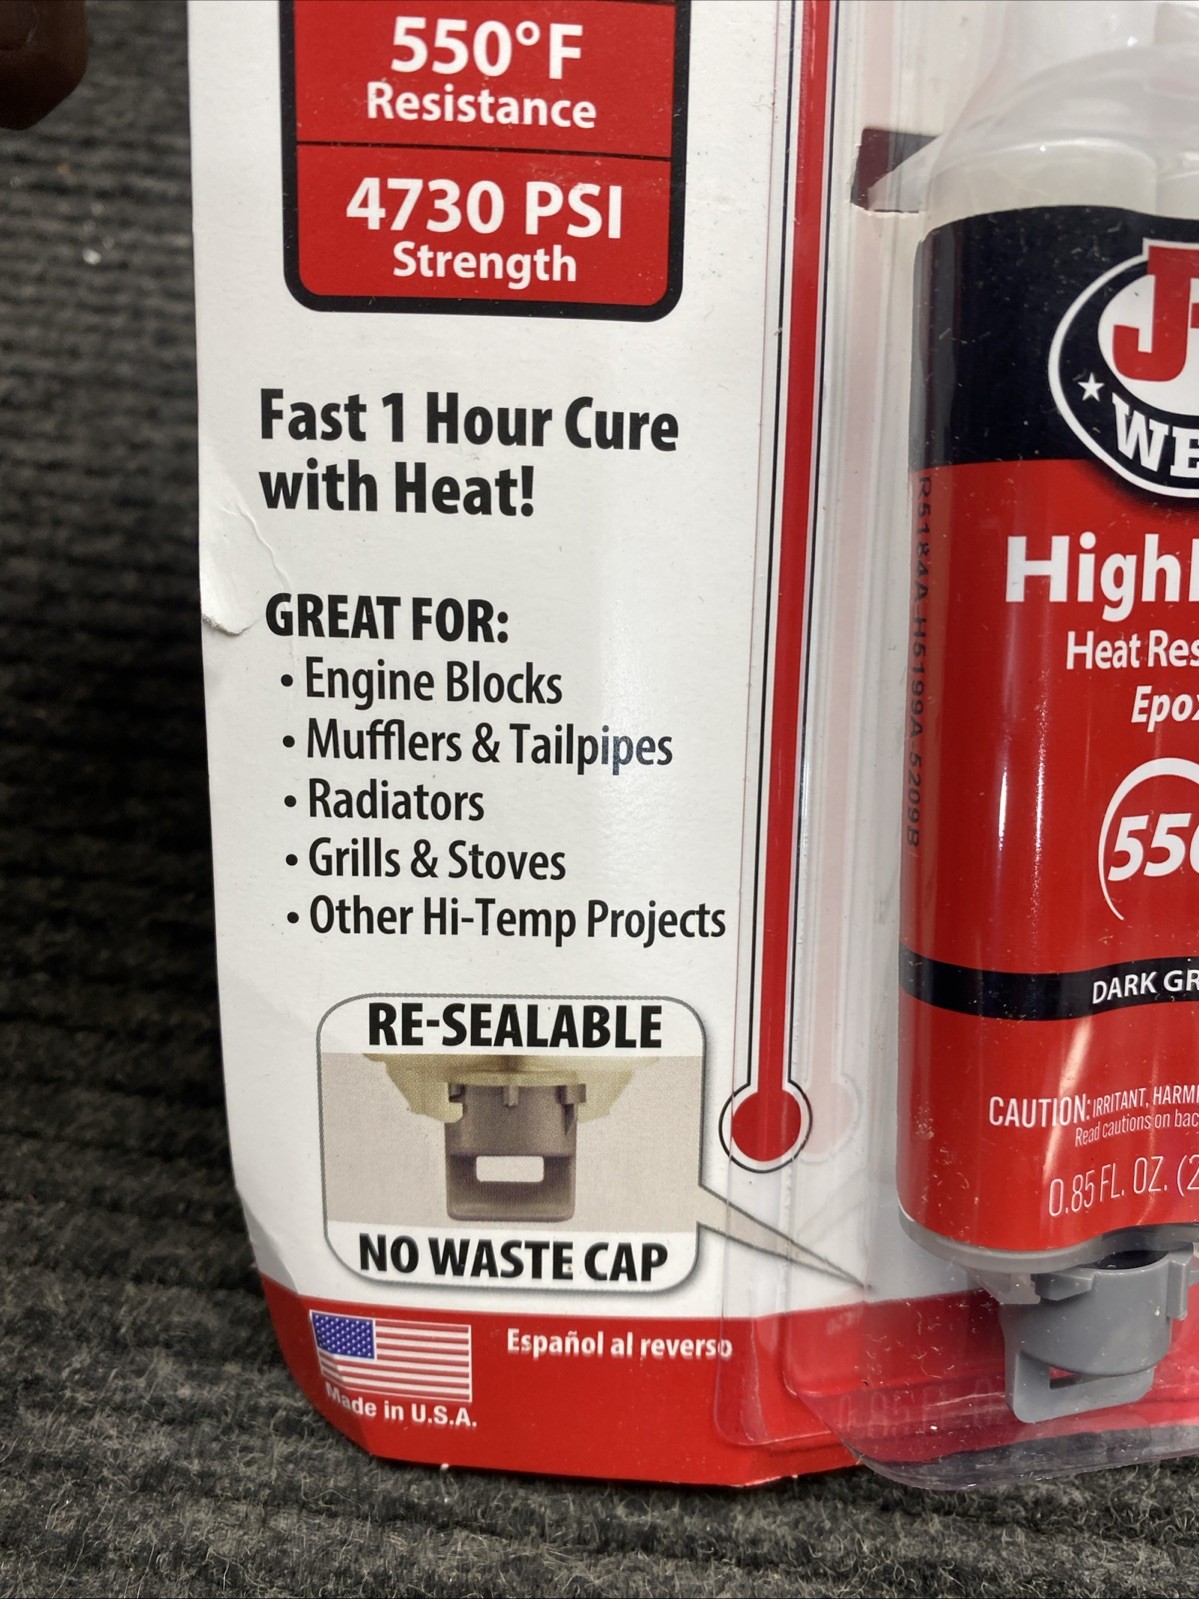 550°F
Resistance
4730 PSI
Strength
Fast 1 Hour Cure
with Heat!
GREAT FOR:
• Engine Blocks
• Mufflers & Tailpipes
• Radiators
• Grills & Stoves
• Other Hi-Temp Projects
RE-SEALABLE
NO WASTE CAP
Made in U.S.A.
Español al reverso
J
WE
High
Heat Res
Epox
550
DARK GR
CAUTION: IRRITANT, HARM
Read cautions on bac
0.85 FL. OZ. (2
R5184A H5199A 5209B